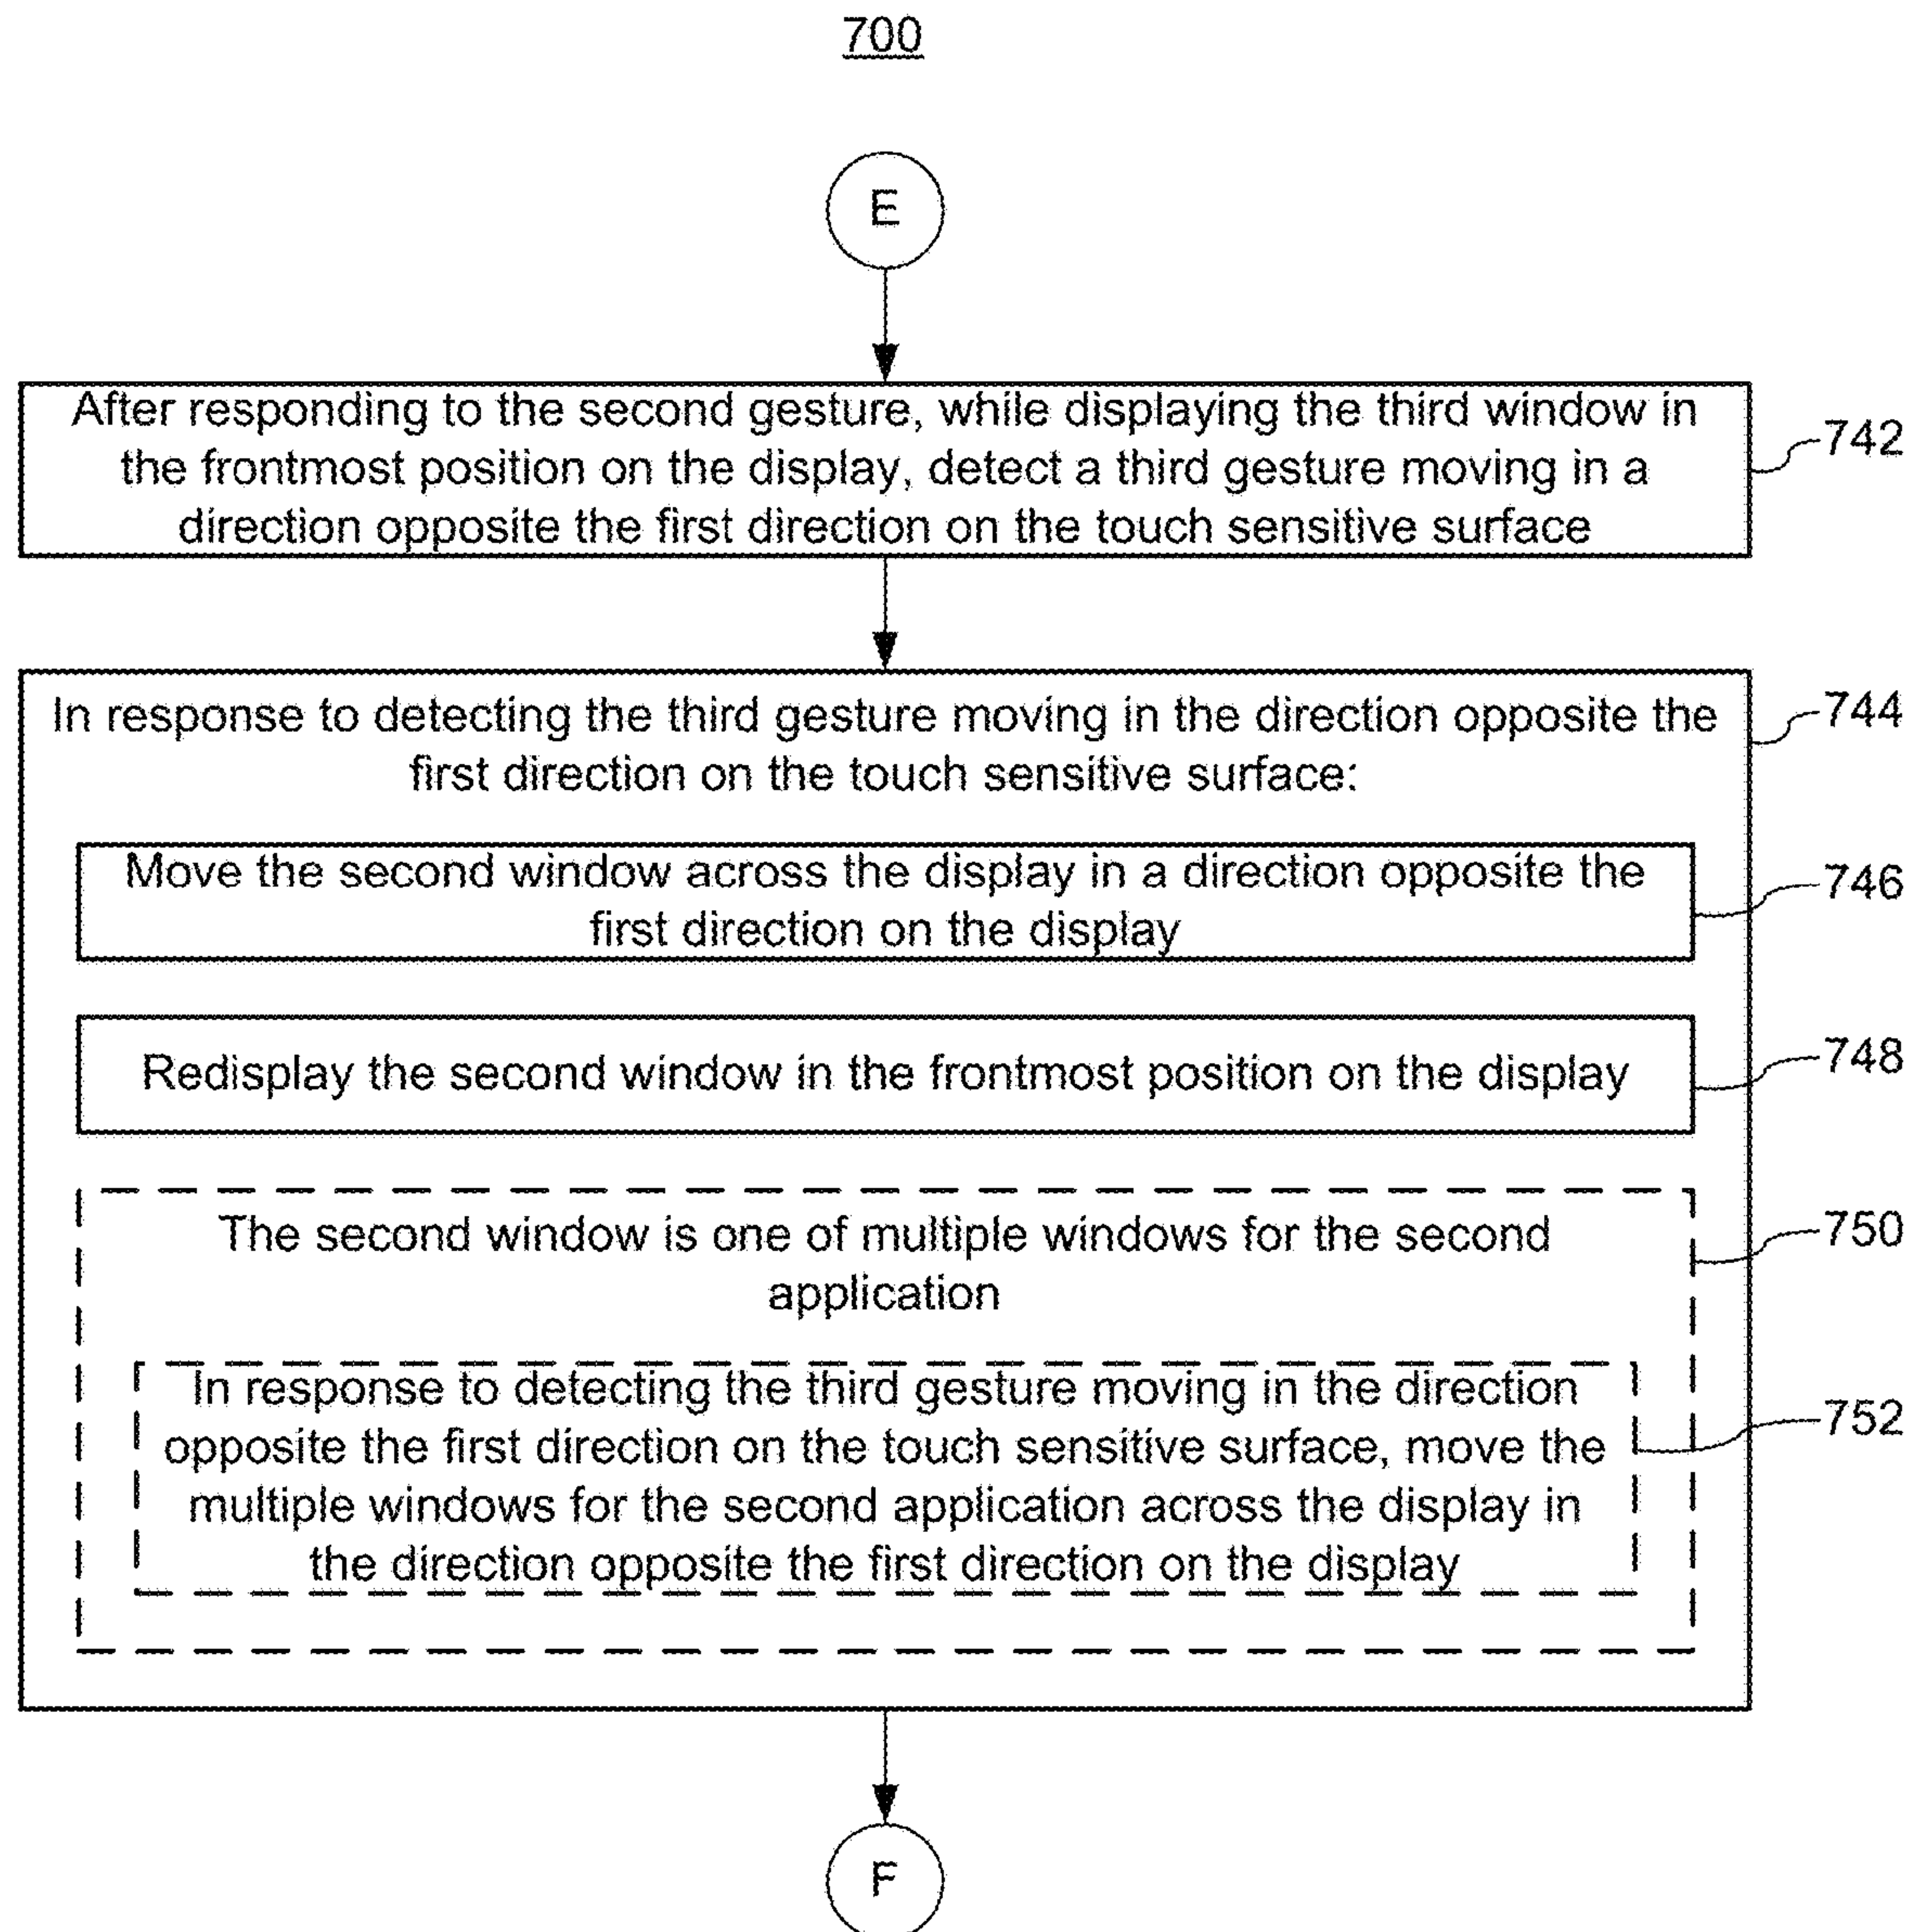 700
E
After responding to the second gesture, while displaying the third window in
the frontmost position on the display, detect a third gesture moving in a
direction opposite the first direction on the touch sensitive surface
742
In response to detecting the third gesture moving in the direction opposite the
first direction on the touch sensitive surface:
744
Move the second window across the display in a direction opposite the
first direction on the display
746
Redisplay the second window in the frontmost position on the display
748
The second window is one of multiple windows for the second
application
750
In response to detecting the third gesture moving in the direction
opposite the first direction on the touch sensitive surface, move the
multiple windows for the second application across the display in
the direction opposite the first direction on the display
752
F